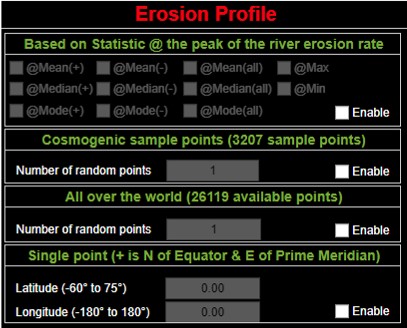 Erosion Profile
Based on Statistic @ the peak of the river erosion rate
@Mean(+) @Mean(-) @Mean(all) @Max
@Median(+) @Median(-) @Median(all) @Min
@Mode(+) @Mode(-) @Mode(all) Enable
Cosmogenic sample points (3207 sample points)
Number of random points 1 Enable
All over the world (26119 available points)
Number of random points 1 Enable
Single point (+ is N of Equator & E of Prime Meridian)
Latitude (-60° to 75°) 0.00
Longitude (-180° to 180°) 0.00 Enable